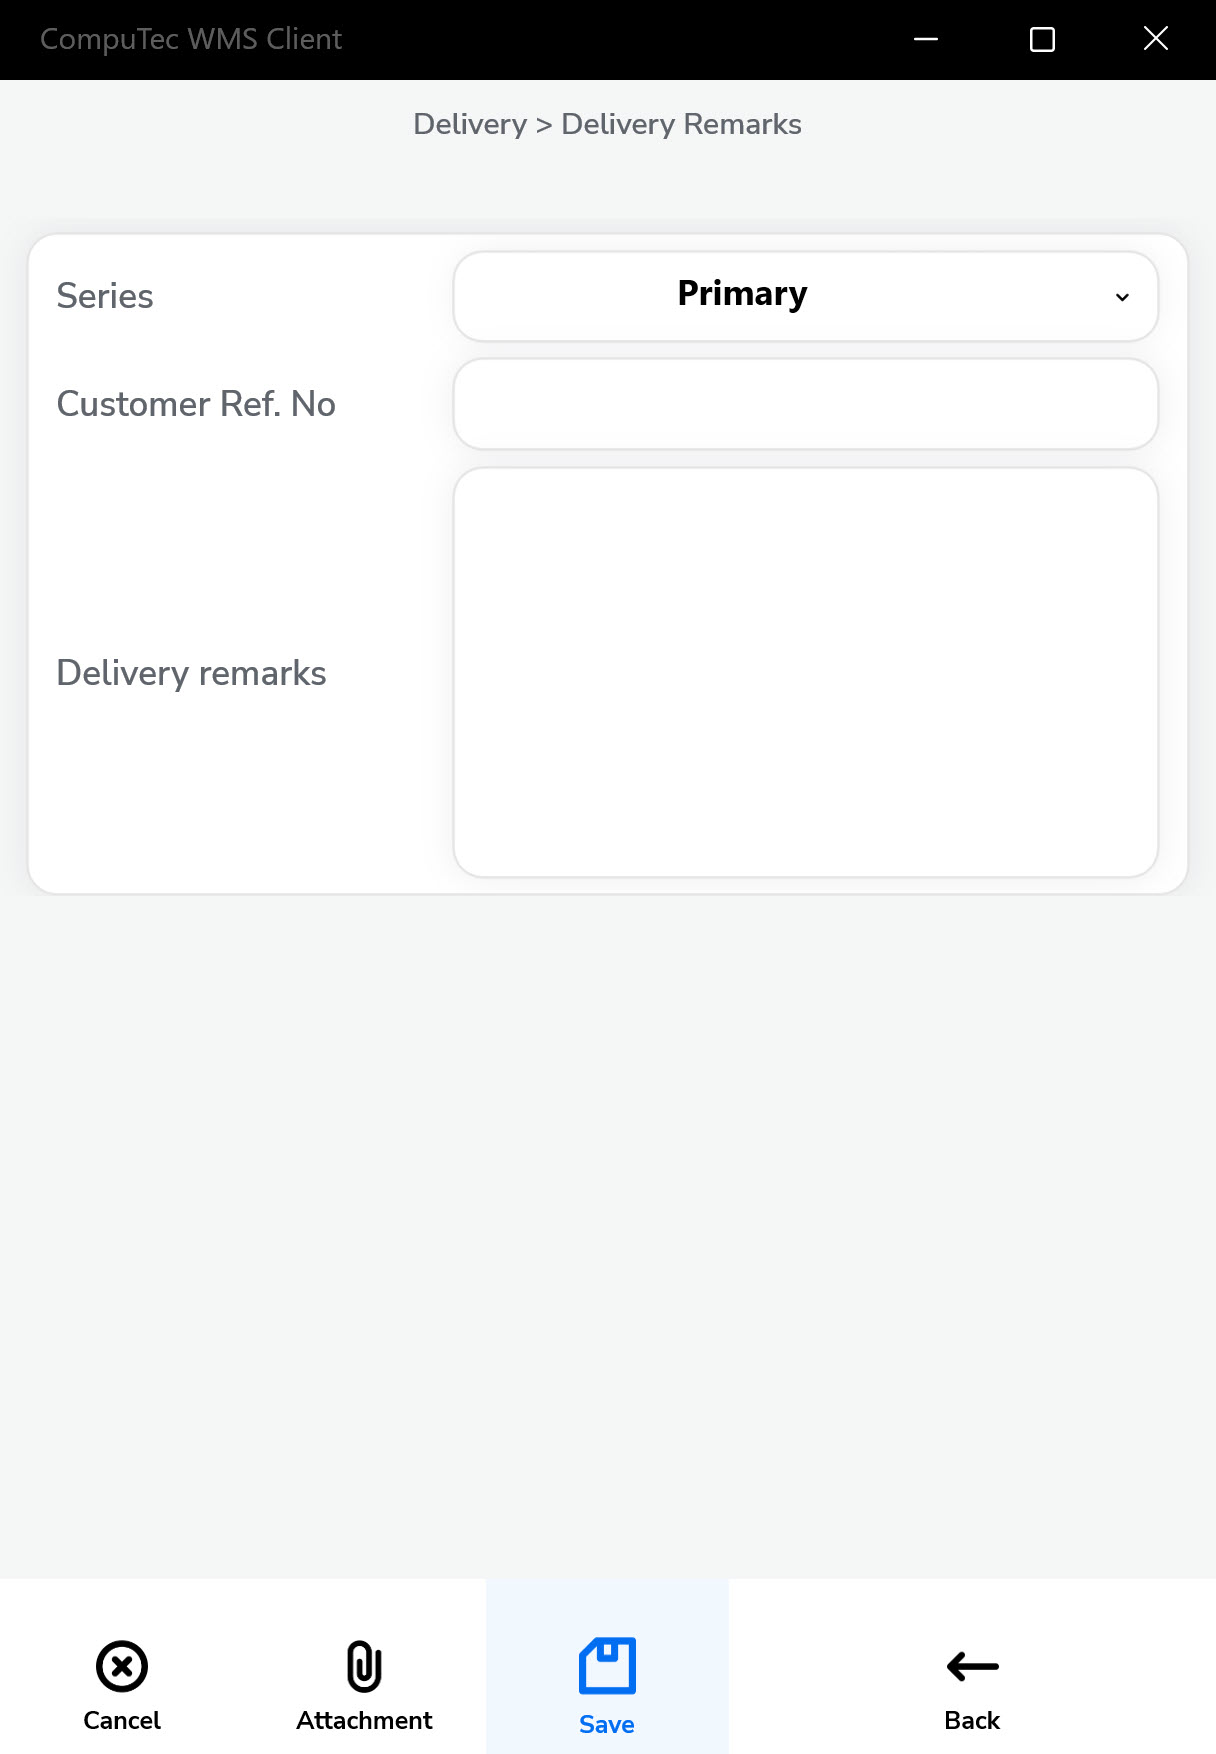 CompuTec WMS Client
Delivery > Delivery Remarks
Series
Primary
Customer Ref. No
Delivery remarks
Cancel
Attachment
Save
Back